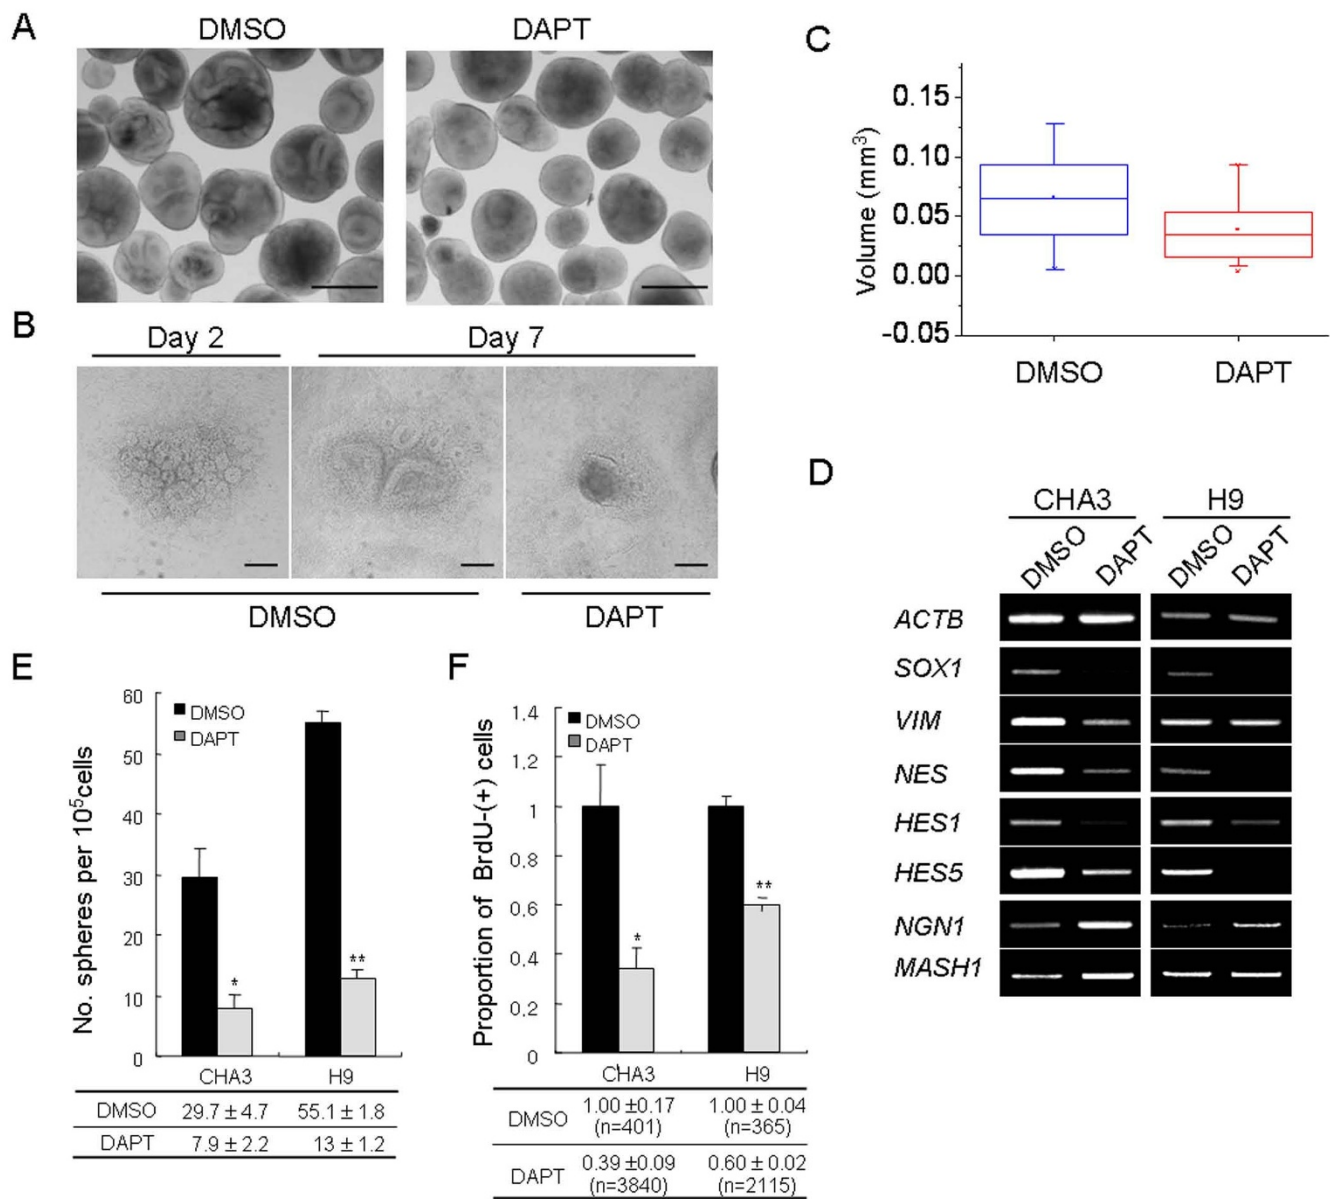 A
DMSO
DAPT
B
Day 2
Day 7
DMSO
DAPT
C
Volume (mm³)
0.15
0.10
0.05
0.00
-0.05
DMSO
DAPT
D
CHA3
H9
DMSO
DAPT
DMSO
DAPT
ACTB
SOX1
VIM
NES
HES1
HES5
NGN1
MASH1
E
No. spheres per 10⁵cells
60
50
40
30
20
10
0
DMSO
DAPT
*
**
CHA3
H9
DMSO 29.7 ± 4.7 55.1 ± 1.8
DAPT 7.9 ± 2.2 13 ± 1.2
F
Proportion of BrdU-(+) cells
1.4
1.2
1
0.8
0.6
0.4
0.2
0
DMSO
DAPT
*
**
CHA3
H9
DMSO 1.00 ±0.17 1.00 ± 0.04
(n=401) (n=365)
DAPT 0.39 ±0.09 0.60 ± 0.02
(n=3840) (n=2115)